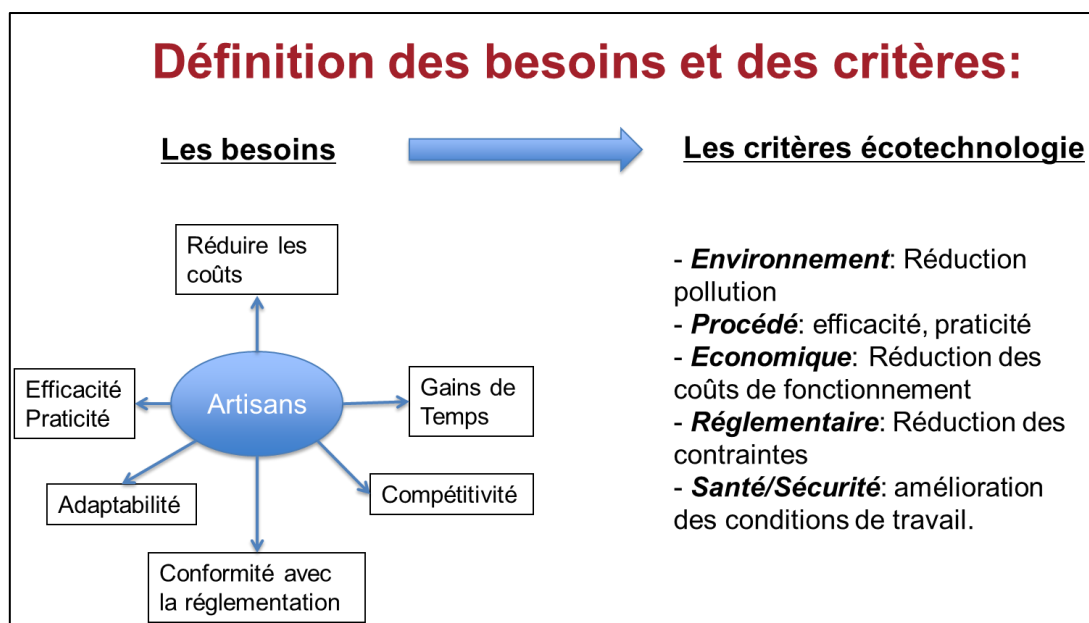 Définition des besoins et des critères:
Les besoins
Les critères écotechnologie
Réduire les
coûts
Efficacité
Praticité
Artisans
Gains de
Temps
Adaptabilité
Compétitivité
Conformité avec
la réglementation
- Environnement: Réduction
pollution
- Procédé: efficacité, praticité
- Economique: Réduction des
coûts de fonctionnement
- Réglementaire: Réduction des
contraintes
- Santé/Sécurité: amélioration
des conditions de travail.